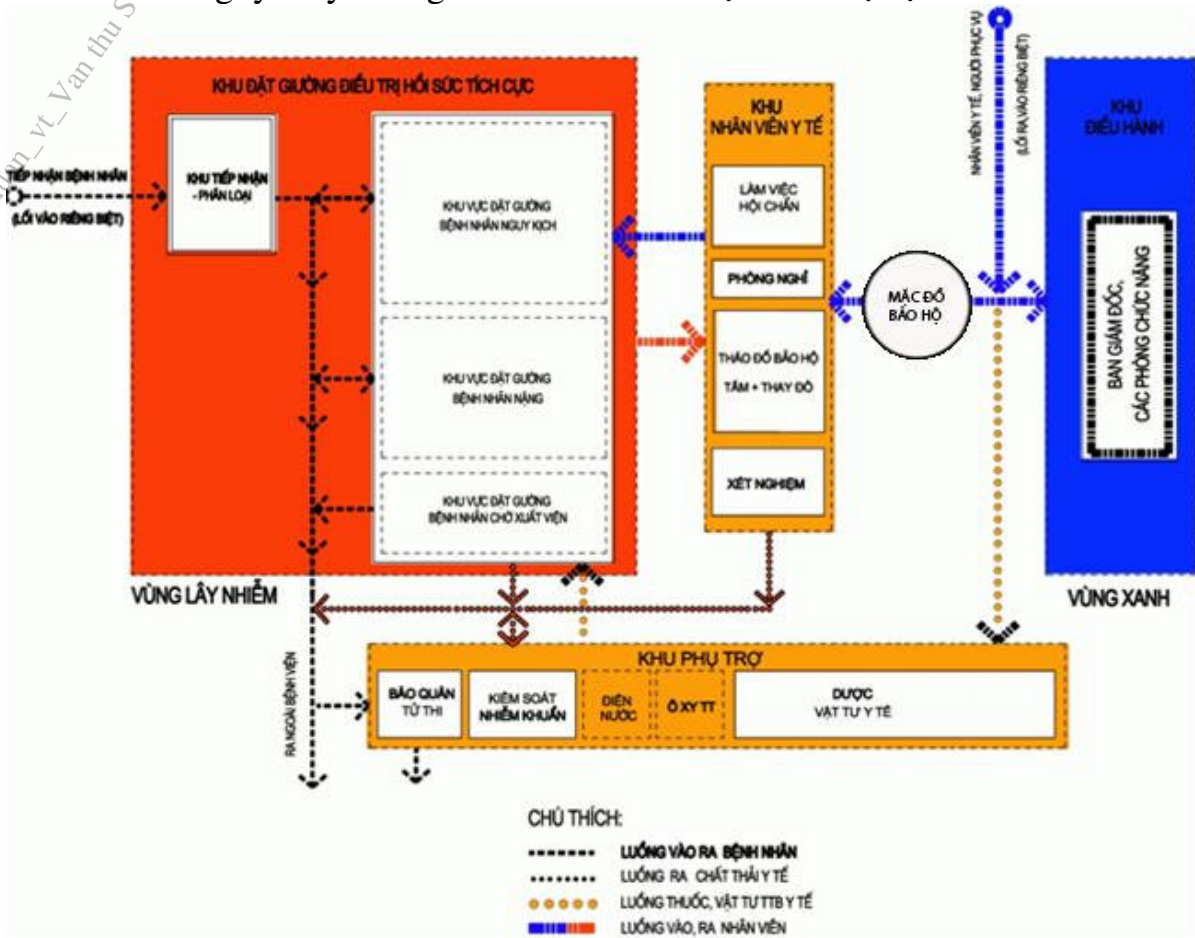 Van thu
KHU ĐẶT GIƯỜNG ĐIỀU TRỊ HỒI SỨC TÍCH CỰC
TIẾP NHẬN BỆNH NHÂN
(LỐI VÀO RIÊNG BIỆT)
KHU TIẾP NHẬN
- PHÂN LOẠI
KHU VỰC ĐẶT GƯỜNG
BỆNH NHÂN NGUY KỊCH
KHU VỰC ĐẶT GƯỜNG
BỆNH NHÂN NẶNG
KHU VỰC ĐẶT GƯỜNG
BỆNH NHÂN CHỜ XUẤT VIỆN
VÙNG LÂY NHIỄM
KHU
NHÂN VIÊN Y TẾ
LÀM VIỆC
HỘI CHẨN
PHÒNG NGHỈ
THÁO ĐỒ BẢO HỘ
TẮM + THAY ĐỒ
XÉT NGHIỆM
MẶC ĐỒ
BẢO HỘ
NHÂN VIÊN Y TẾ, NGƯỜI PHỤC VỤ
(LỐI RA, VÀO RIÊNG BIỆT)
KHU
ĐIỀU HÀNH
BAN GIÁM ĐỐC,
CÁC PHÒNG CHỨC NĂNG
VÙNG XANH
RA NGOÀI BỆNH VIỆN
KHU PHỤ TRỢ
BẢO QUẢN
TỬ THI
KIỂM SOÁT
NHIỄM KHUẨN
ĐIỆN
NƯỚC
Ô XY TT
DƯỢC
VẬT TƯ Y TẾ
CHÚ THÍCH:
LUỒNG VÀO RA BỆNH NHÂN
LUỒNG RA CHẤT THẢI Y TẾ
LUỒNG THUỐC, VẬT TƯ TTB Y TẾ
LUỒNG VÀO, RA NHÂN VIÊN